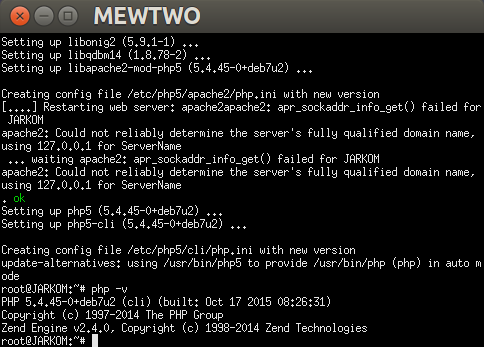 MEWTWO
Setting up libonig2 (5.9.1-1) ...
Setting up libqdbm14 (1.8.78-2) ...
Setting up libapache2-mod-php5 (5.4.45-0+deb7u2) ...
Creating config file /etc/php5/apache2/php.ini with new version
[....] Restarting web server: apache2apache2: apr_sockaddr_info_get() failed for
 JARKOM
apache2: Could not reliably determine the server's fully qualified domain name,
using 127.0.0.1 for ServerName
 ... waiting apache2: apr_sockaddr_info_get() failed for JARKOM
apache2: Could not reliably determine the server's fully qualified domain name,
using 127.0.0.1 for ServerName
. ok
Setting up php5 (5.4.45-0+deb7u2) ...
Setting up php5-cli (5.4.45-0+deb7u2) ...
Creating config file /etc/php5/cli/php.ini with new version
update-alternatives: using /usr/bin/php5 to provide /usr/bin/php (php) in auto m
ode
root@JARKOM:~# php -v
PHP 5.4.45-0+deb7u2 (cli) (built: Oct 17 2015 08:26:31)
Copyright (c) 1997-2014 The PHP Group
Zend Engine v2.4.0, Copyright (c) 1998-2014 Zend Technologies
root@JARKOM:~#